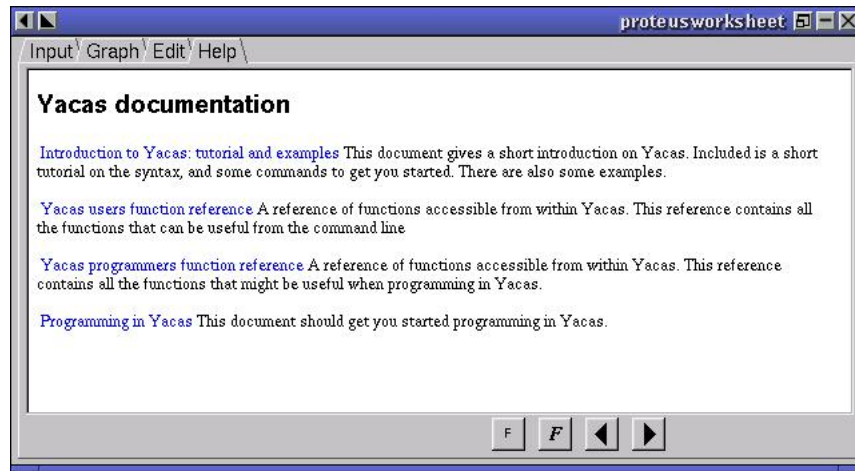 proteusworksheet
Input Graph Edit Help
Yacas documentation
Introduction to Yacas: tutorial and examples This document gives a short introduction on Yacas. Included is a short
tutorial on the syntax, and some commands to get you started. There are also some examples.
Yacas users function reference A reference of functions accessible from within Yacas. This reference contains all
the functions that can be useful from the command line
Yacas programmers function reference A reference of functions accessible from within Yacas. This reference
contains all the functions that might be useful when programming in Yacas.
Programming in Yacas This document should get you started programming in Yacas.
F F